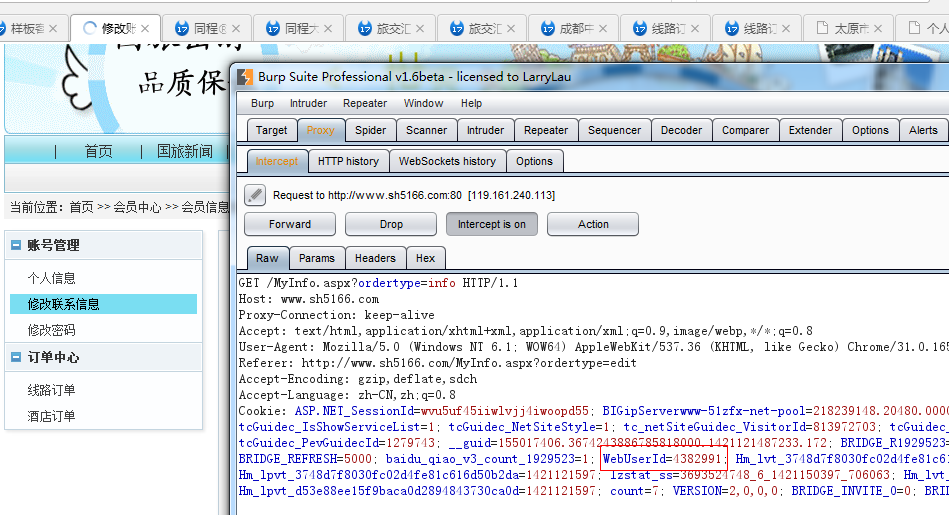 样板客
修改账
同程@
同程大
旅交汇
旅交汇
成都中
线路订
线路订
太原市
个人
品质保
首页
国旅新闻
当前位置：首页 >> 会员中心 >> 会员信息
账号管理
个人信息
修改联系信息
修改密码
订单中心
线路订单
酒店订单
Burp Suite Professional v1.6beta - licensed to LarryLau
Burp Intruder Repeater Window Help
Target Proxy Spider Scanner Intruder Repeater Sequencer Decoder Comparer Extender Options Alerts
Intercept HTTP history WebSockets history Options
Request to http://www.sh5166.com:80 [119.161.240.113]
Forward Drop Intercept is on Action
Raw Params Headers Hex
GET /MyInfo.aspx?ordertype=info HTTP/1.1
Host: www.sh5166.com
Proxy-Connection: keep-alive
Accept: text/html,application/xhtml+xml,application/xml;q=0.9,image/webp,*/*;q=0.8
User-Agent: Mozilla/5.0 (Windows NT 6.1; WOW64) AppleWebKit/537.36 (KHTML, like Gecko) Chrome/31.0.165
Referer: http://www.sh5166.com/MyInfo.aspx?ordertype=edit
Accept-Encoding: gzip,deflate,sdch
Accept-Language: zh-CN,zh;q=0.8
Cookie: ASP.NET_SessionId=wvu5uf45iiwlvjj4iwoopd55; BIGipServerwww-51zfx-net-pool=218239148.20480.0000
tcGuidec_IsShowServiceList=1; tcGuidec_NetSiteStyle=1; tc_netSiteGuidec_VisitorId=813972703; tcGuidec_
tcGuidec_PevGuidecId=1279743; __guid=155017406.3674243886785818000.1421121487233.172; BRIDGE_R1929523=
BRIDGE_REFRESH=5000; baidu_qiao_v3_count_1929523=1; WebUserId=4382991; Hm_lvt_3748d7f8030fc02d4fe81c61
Hm_lpvt_3748d7f8030fc02d4fe81c616d50b2da=1421121597; lzstat_ss=3693524748_6_1421150397_706063; Hm_lvt_
Hm_lpvt_d53e88ee15f9baca0d2894843730ca0d=1421121597; count=7; VERSION=2,0,0,0; BRIDGE_INVITE_0=0; BRI